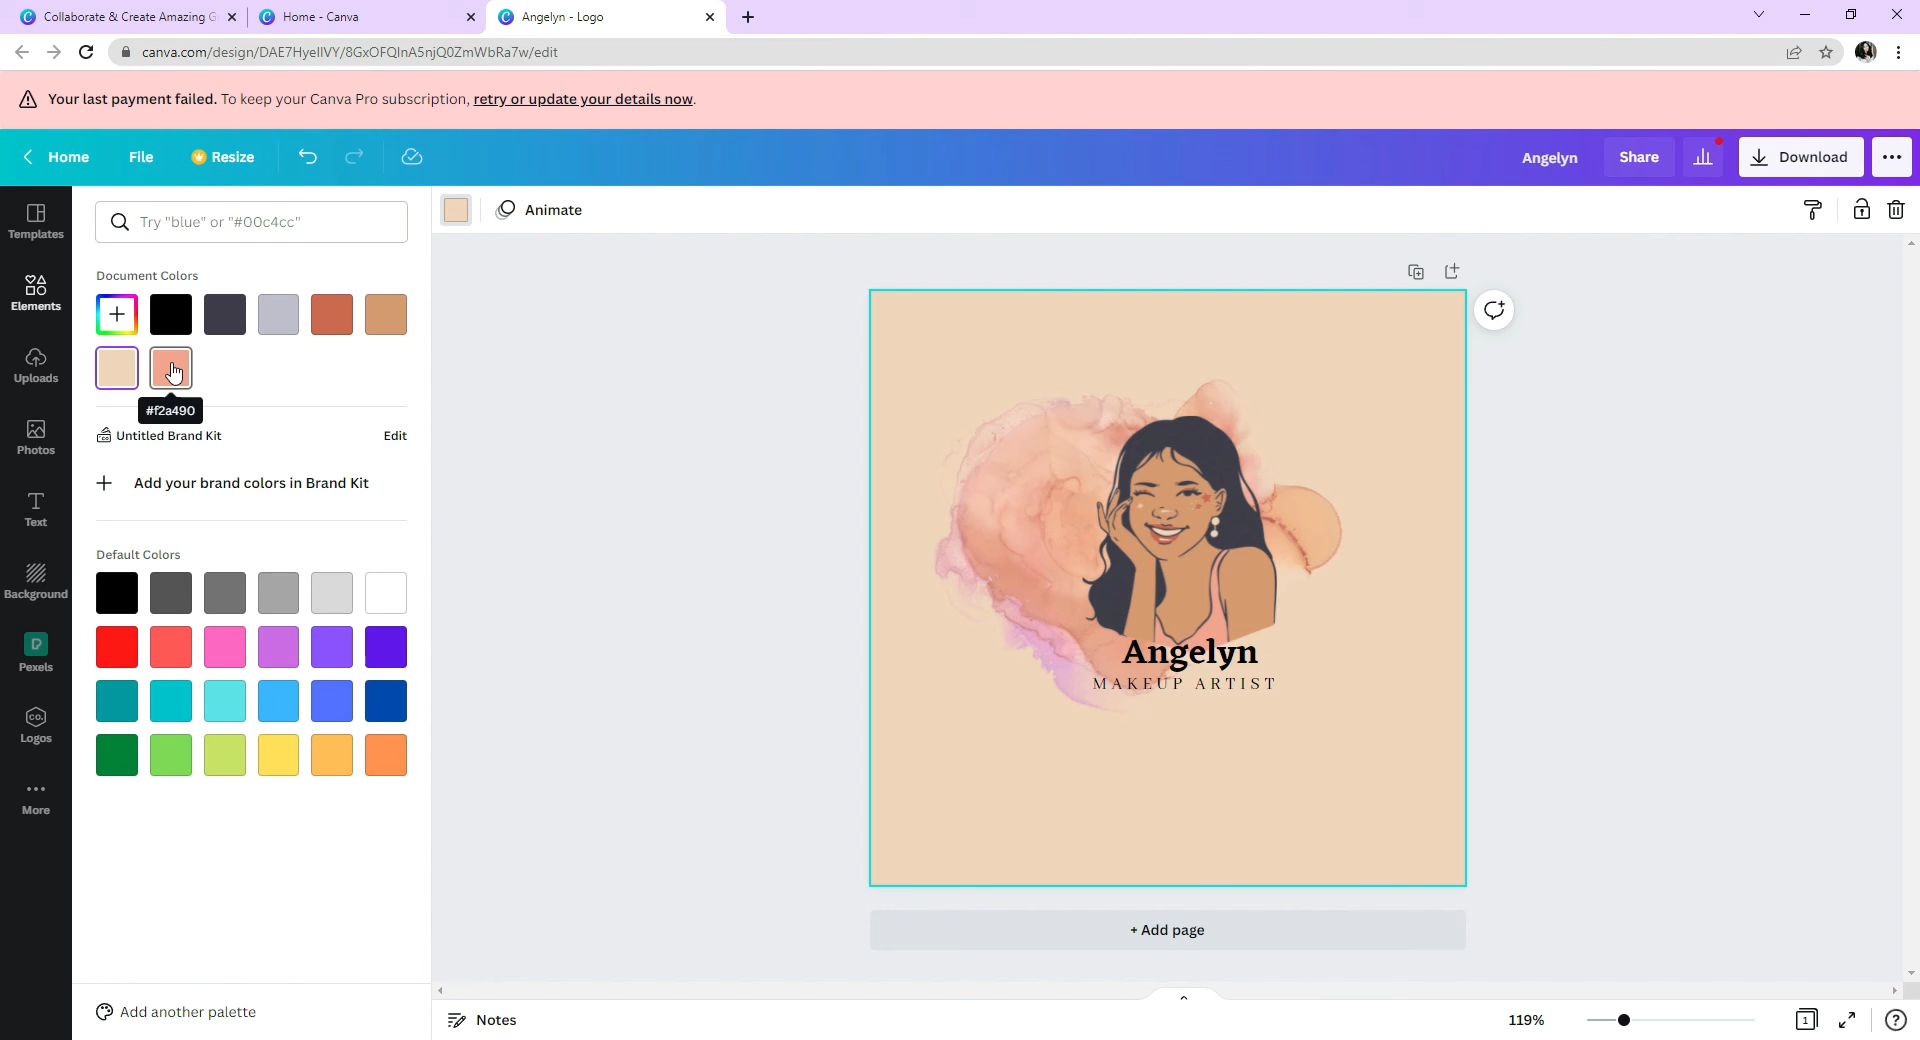 Collaborate & Create Amazing G
Home - Canva
Angelyn - Logo
canva.com/design/DAE7HyelIVY/8GxOFQlnA5njQ0ZmWbRa7w/edit
Your last payment failed. To keep your Canva Pro subscription, retry or update your details now.
Home
File
Resize
Angelyn
Share
Download
Templates
Elements
Uploads
Photos
Text
Background
Pexels
Logos
More
Try "blue" or "#00c4cc"
Document Colors
#f2a490
Untitled Brand Kit
Edit
Add your brand colors in Brand Kit
Default Colors
Add another palette
Animate
Angelyn
MAKEUP ARTIST
+ Add page
Notes
119%
1